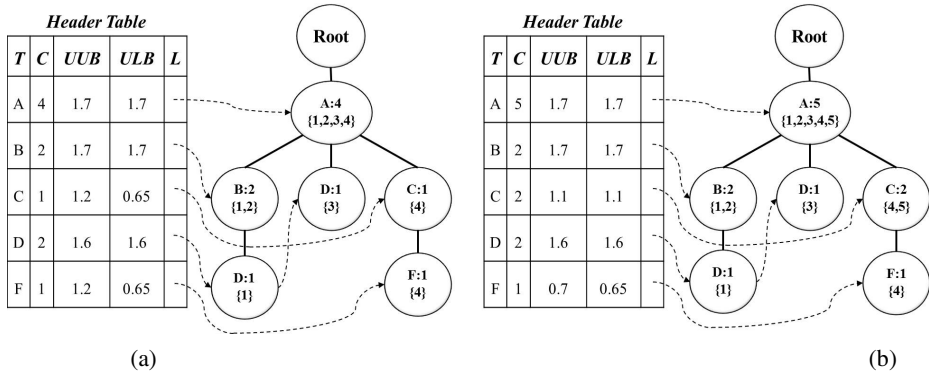 Header Table
T C UUB ULB L
A 4 1.7 1.7
B 2 1.7 1.7
C 1 1.2 0.65
D 2 1.6 1.6
F 1 1.2 0.65
Root
A:4
{1,2,3,4}
B:2
{1,2}
D:1
{3}
C:1
{4}
D:1
{1}
F:1
{4}
(a)
Header Table
T C UUB ULB L
A 5 1.7 1.7
B 2 1.7 1.7
C 2 1.1 1.1
D 2 1.6 1.6
F 1 0.7 0.65
Root
A:5
{1,2,3,4,5}
B:2
{1,2}
D:1
{3}
C:2
{4,5}
D:1
{1}
F:1
{4}
(b)